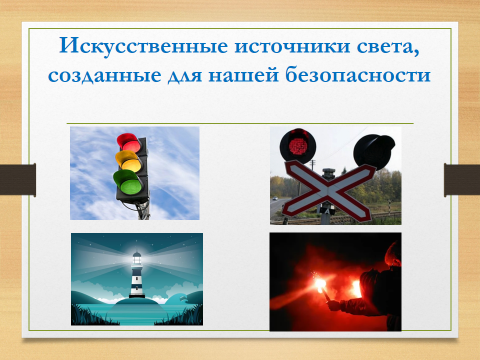 Искусственные источники света,
созданные для нашей безопасности